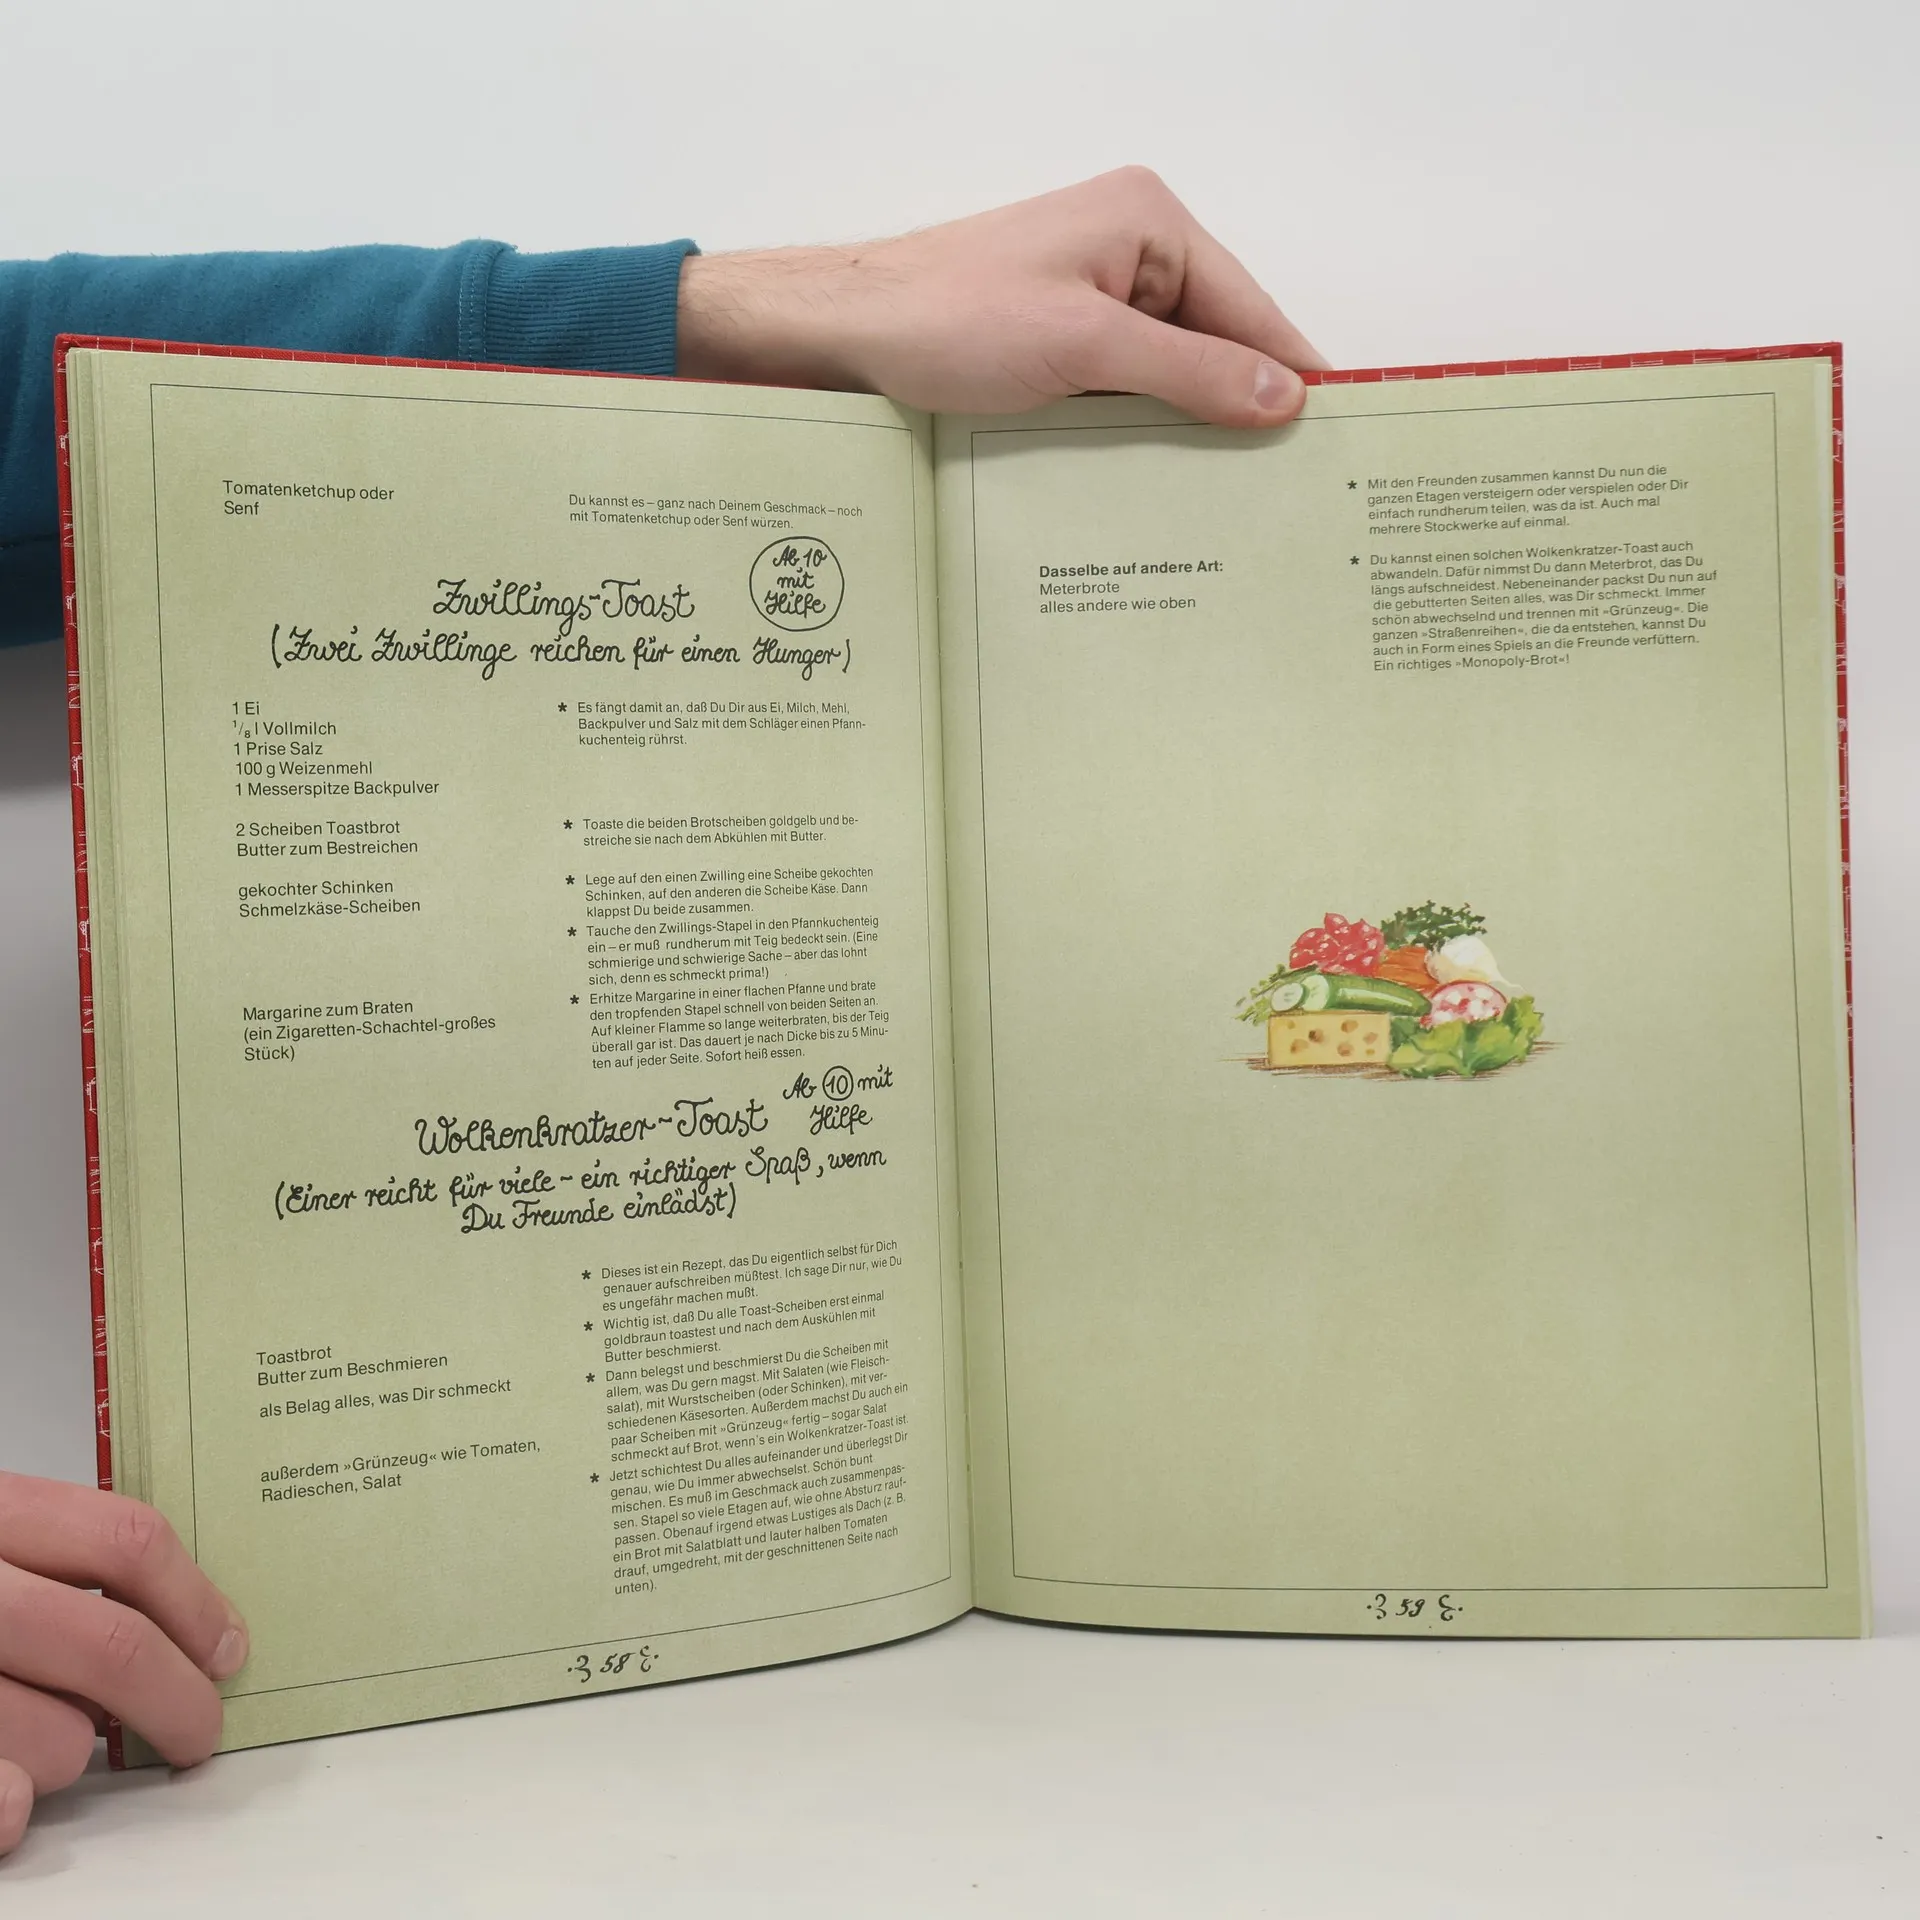 Tomatenketchup oder
Senf
Du kannst es – ganz nach Deinem Geschmack – noch
mit Tomatenketchup oder Senf würzen.
Ab 10
mit
Hilfe
Zwillings-Toast
(Zwei Zwillinge reichen für einen Hunger)
1 Ei
1/8 l Vollmilch
1 Prise Salz
100 g Weizenmehl
1 Messerspitze Backpulver
* Es fängt damit an, daß Du Dir aus Ei, Milch, Mehl,
Backpulver und Salz mit dem Schläger einen Pfann-
kuchenteig rührst.
2 Scheiben Toastbrot
Butter zum Bestreichen
* Toaste die beiden Brotscheiben goldgelb und be-
streiche sie nach dem Abkühlen mit Butter.
gekochter Schinken
Schmelzkäse-Scheiben
* Lege auf den einen Zwilling eine Scheibe gekochten
Schinken, auf den anderen die Scheibe Käse. Dann
klappst Du beide zusammen.
* Tauche den Zwillings-Stapel in den Pfannkuchenteig
ein – er muß rundherum mit Teig bedeckt sein. (Eine
schmierige und schwierige Sache – aber das lohnt
sich, denn es schmeckt prima!)
Margarine zum Braten
(ein Zigaretten-Schachtel-großes
Stück)
* Erhitze Margarine in einer flachen Pfanne und brate
den tropfenden Stapel schnell von beiden Seiten an.
Auf kleiner Flamme so lange weiterbraten, bis der Teig
überall gar ist. Das dauert je nach Dicke bis zu 5 Minu-
ten auf jeder Seite. Sofort heiß essen.
Ab 10 mit
Hilfe
Wolkenkratzer-Toast
(Einer reicht für viele – ein richtiger Spaß, wenn
Du Freunde einlädst)
* Dieses ist ein Rezept, das Du eigentlich selbst für Dich
genauer aufschreiben müßtest. Ich sage Dir nur, wie Du
es ungefähr machen mußt.
Toastbrot
Butter zum Beschmieren
* Wichtig ist, daß Du alle Toast-Scheiben erst einmal
goldbraun toastest und nach dem Auskühlen mit
Butter beschmierst.
als Belag alles, was Dir schmeckt
* Dann belegst und beschmierst Du die Scheiben mit
allem, was Du gern magst. Mit Salaten (wie Fleisch-
salat), mit Wurstscheiben (oder Schinken), mit ver-
schiedenen Käsesorten. Außerdem machst Du auch ein
paar Scheiben mit »Grünzeug« fertig – sogar Salat
schmeckt auf Brot, wenn's ein Wolkenkratzer-Toast ist.
außerdem »Grünzeug« wie Tomaten,
Radieschen, Salat
* Jetzt schichtest Du alles aufeinander und überlegst Dir
genau, wie Du immer abwechselst. Schön bunt
mischen. Es muß im Geschmack auch zusammenpas-
sen. Stapel so viele Etagen auf, wie ohne Absturz rauf-
passen. Obenauf irgend etwas Lustiges als Dach (z. B.
ein Brot mit Salatblatt und lauter halben Tomaten
drauf, umgedreht, mit der geschnittenen Seite nach
unten).
58
* Mit den Freunden zusammen kannst Du nun die
ganzen Etagen versteigern oder verspielen oder Dir
einfach rundherum teilen, was da ist. Auch mal
mehrere Stockwerke auf einmal.
Dasselbe auf andere Art:
Meterbrote
alles andere wie oben
* Du kannst einen solchen Wolkenkratzer-Toast auch
abwandeln. Dafür nimmst Du dann Meterbrot, das Du
längs aufschneidest. Nebeneinander packst Du nun auf
die gebutterten Seiten alles, was Dir schmeckt. Immer
schön abwechselnd und trennen mit »Grünzeug«. Die
ganzen »Straßenreihen«, die da entstehen, kannst Du
auch in Form eines Spiels an die Freunde verfüttern.
Ein richtiges »Monopoly-Brot«!
59